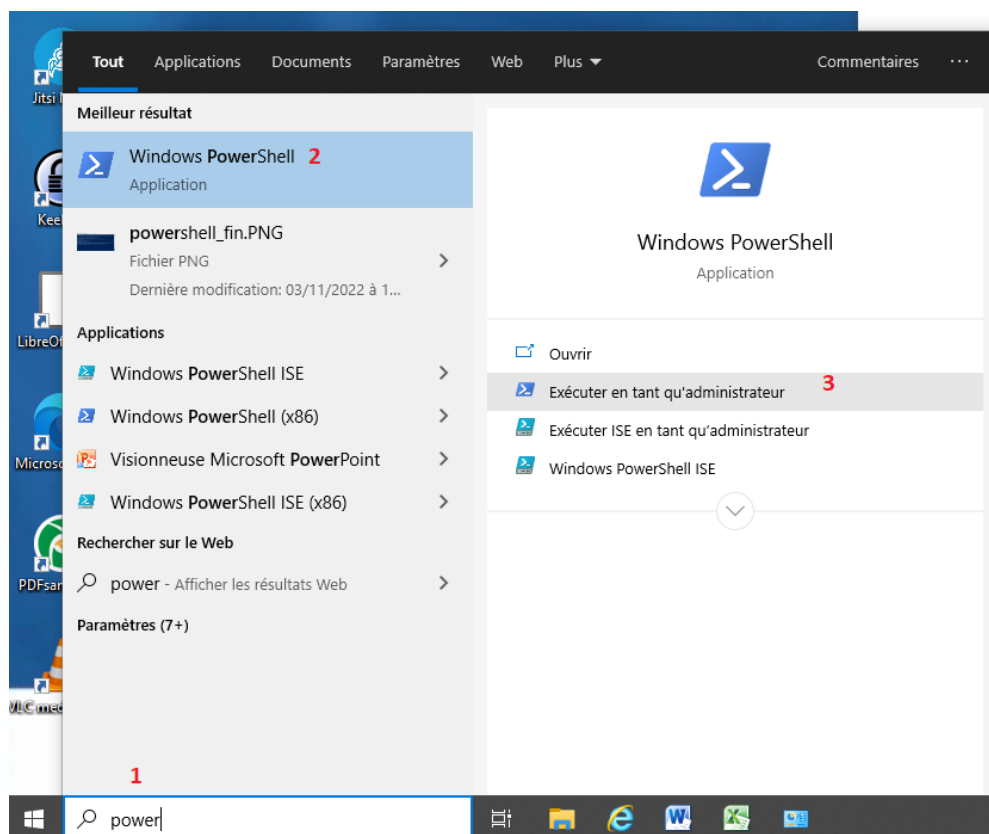 Tout Applications Documents Paramètres Web Plus Commentaires ...
Meilleur résultat
Windows PowerShell 2
Application
powershell_fin.PNG
Fichier PNG
Dernière modification: 03/11/2022 à 1...
Applications
Windows PowerShell ISE
Windows PowerShell (x86)
Visionneuse Microsoft PowerPoint
Windows PowerShell ISE (x86)
Rechercher sur le Web
power - Afficher les résultats Web
Paramètres (7+)
Windows PowerShell
Application
Ouvrir
Exécuter en tant qu'administrateur 3
Exécuter ISE en tant qu'administrateur
Windows PowerShell ISE
Jitsi
Kee
LibreOf
Microso
PDFsar
VLC med
1
power